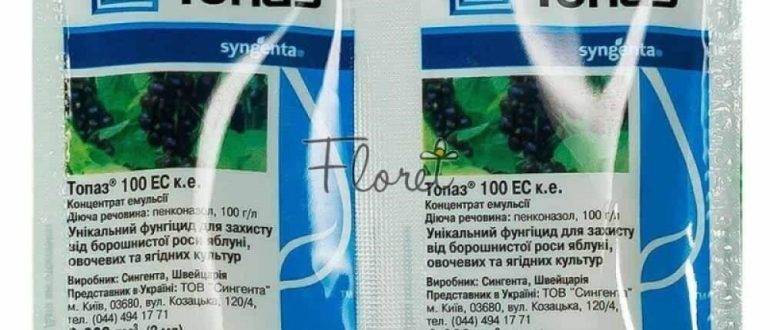 Топаз
Топаз
syngenta®
syngenta®
Floret
Топаз® 100 ЕС к.е.
Концентрат емульсії
Діюча речовина: пенконазол, 100 г/л
Унікальний фунгіцид для захисту
від борошнистої роси яблуні,
овочевих та ягідних культур
Виробник: Сингента, Швейцарія
Представник в Україні: ТОВ "Сингента"
м. Київ, 03680, вул. Козацька, 120/4,
тел. (044) 494 17 71
Топаз® 100 ЕС к.е.
Концентрат емульсії
Діюча речовина: пенконазол, 100 г/л
Унікальний фунгіцид для захисту
від борошнистої роси яблуні,
овочевих та ягідних культур
Виробник: Сингента, Швейцарія
Представник в Україні: ТОВ "Сингента"
м. Київ, 03680, вул. Козацька, 120/4,
тел. (044) 494 17 71